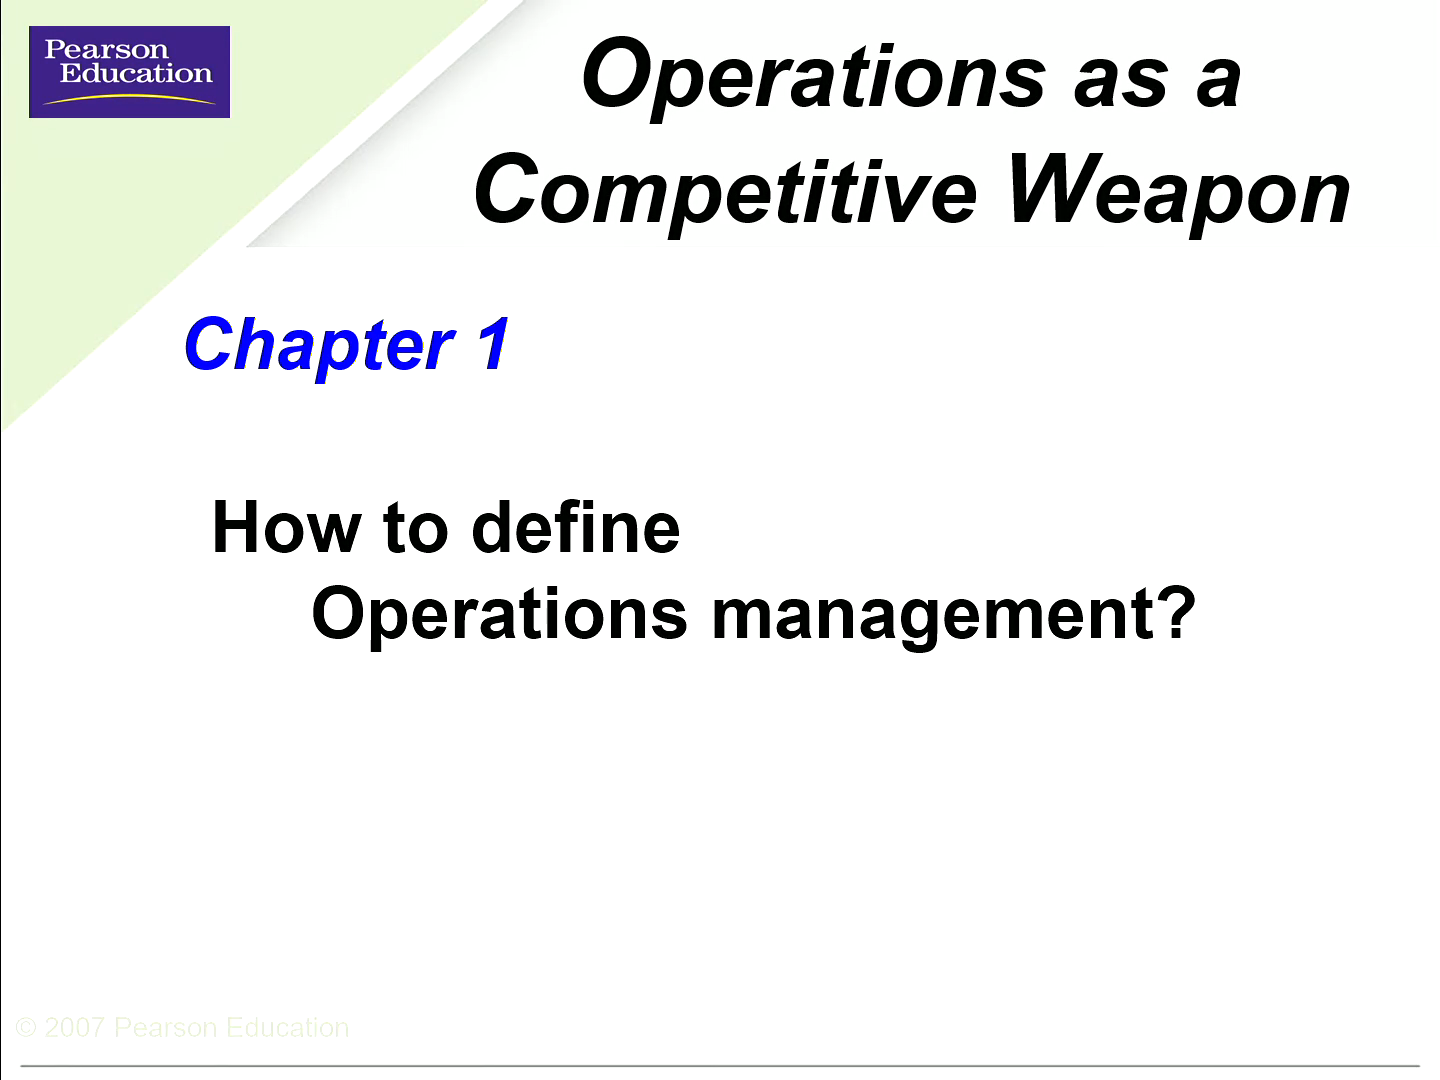 Pearson
Education
Operations as a
Competitive Weapon
Chapter 1
How to define
Operations management?
© 2007 Pearson Education